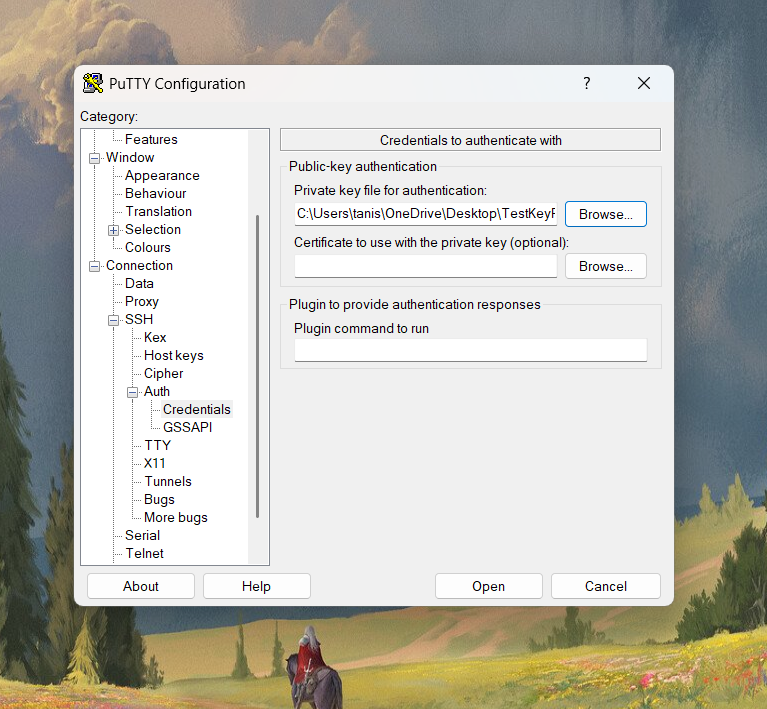 PuTTY Configuration
?
Category:
Features
Window
Appearance
Behaviour
Translation
Selection
Colours
Connection
Data
Proxy
SSH
Kex
Host keys
Cipher
Auth
Credentials
GSSAPI
TTY
X11
Tunnels
Bugs
More bugs
Serial
Telnet
Credentials to authenticate with
Public-key authentication
Private key file for authentication:
C:\Users\tanis\OneDrive\Desktop\TestKeyF
Browse...
Certificate to use with the private key (optional):
Browse...
Plugin to provide authentication responses
Plugin command to run
About
Help
Open
Cancel